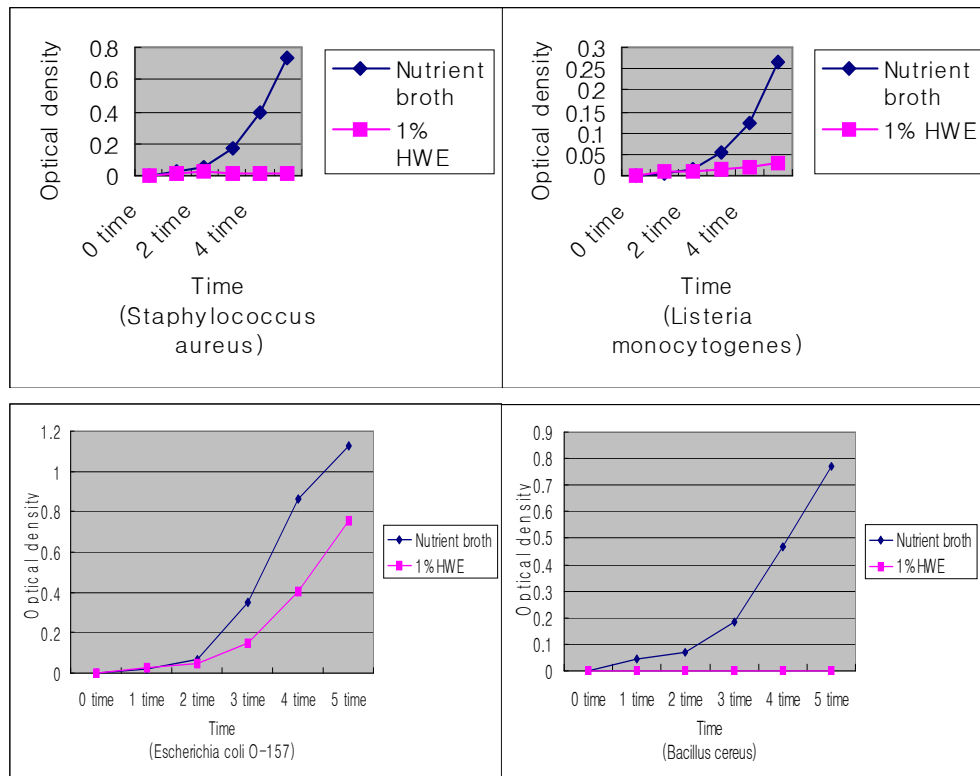 Optical density
0.8
0.6
0.4
0.2
0
0 time
2 time
4 time
Time
(Staphylococcus
aureus)
Nutrient
broth
1%
HWE
Optical density
0.3
0.25
0.2
0.15
0.1
0.05
0
0 time
2 time
4 time
Time
(Listeria
monocytogenes)
Nutrient
broth
1% HWE
Optical density
1.2
1
0.8
0.6
0.4
0.2
0
0 time 1 time 2 time 3 time 4 time 5 time
Time
(Escherichia coli O-157)
Nutrient broth
1%HWE
Optical density
0.9
0.8
0.7
0.6
0.5
0.4
0.3
0.2
0.1
0
0 time 1 time 2 time 3 time 4 time 5 time
Time
(Bacillus cereus)
Nutrient broth
1%HWE